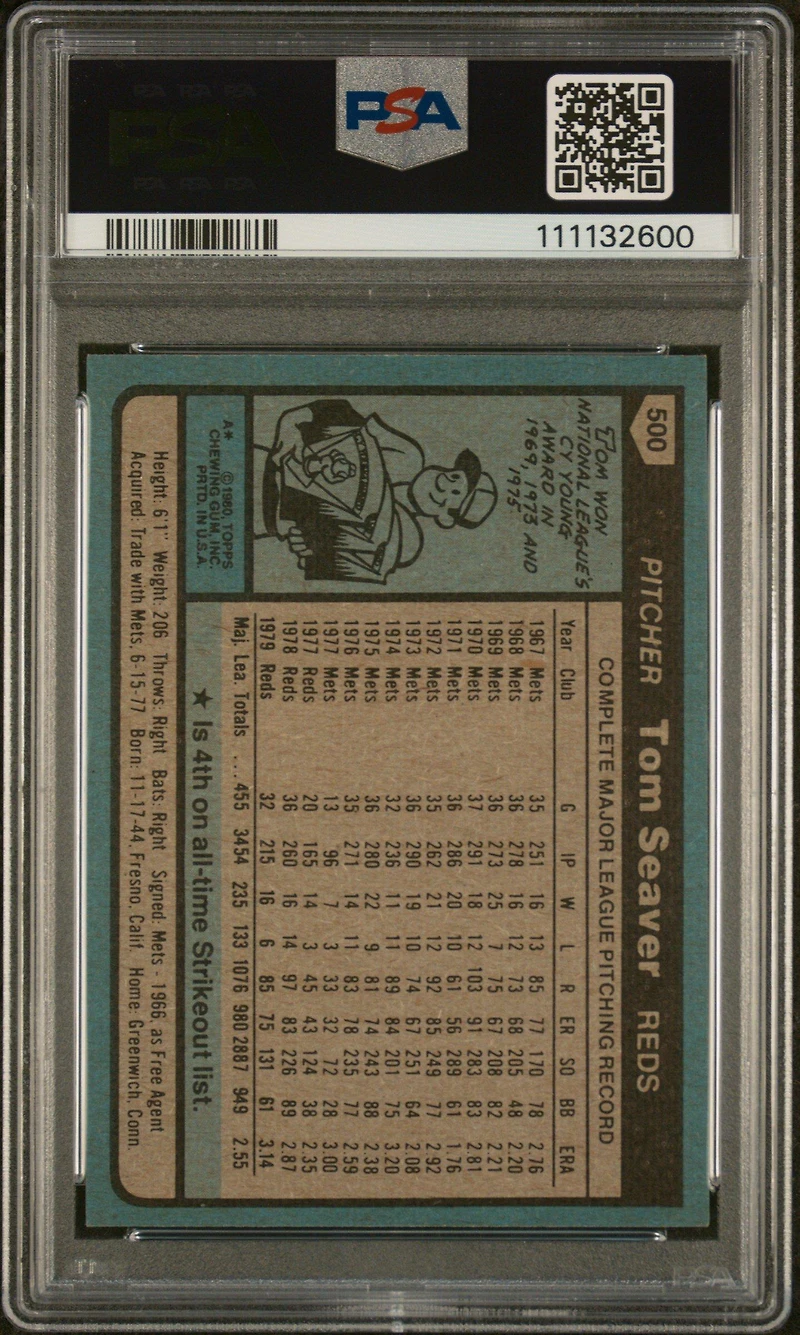 PSA
111132600
500 PITCHER Tom Seaver REDS
TOM WON
NATIONAL LEAGUE'S
CY YOUNG
AWARD IN
1969, 1973 AND
1975
A* ©1980 TOPPS
CHEWING GUM, INC.
PRTD. IN U.S.A.
COMPLETE MAJOR LEAGUE PITCHING RECORD
Year Club G IP W L R ER SO BB ERA
1967 Mets 35 251 16 13 85 77 170 78 2.76
1968 Mets 36 278 16 12 73 68 205 48 2.20
1969 Mets 36 273 25 7 75 67 208 82 2.21
1970 Mets 37 291 18 12 103 91 283 83 2.81
1971 Mets 36 286 20 10 61 56 289 61 1.76
1972 Mets 35 262 21 12 92 85 249 77 2.92
1973 Mets 36 290 19 10 74 67 251 64 2.08
1974 Mets 32 236 11 11 89 84 201 75 3.20
1975 Mets 36 280 22 9 81 74 243 88 2.38
1976 Mets 35 271 14 11 83 78 235 77 2.59
1977 Mets 13 96 7 3 33 32 72 28 3.00
1977 Reds 20 165 14 3 45 43 124 38 2.35
1978 Reds 36 260 16 14 97 83 226 89 2.87
1979 Reds 32 215 16 6 85 75 131 61 3.14
Maj. Lea. Totals ... 455 3454 235 133 1076 980 2887 949 2.55
★ Is 4th on all-time Strikeout list.
Height: 6'1" Weight: 206 Throws: Right Bats: Right Signed: Mets - 1966, as Free Agent
Acquired: Trade with Mets, 6-15-77 Born: 11-17-44, Fresno, Calif. Home: Greenwich, Conn.